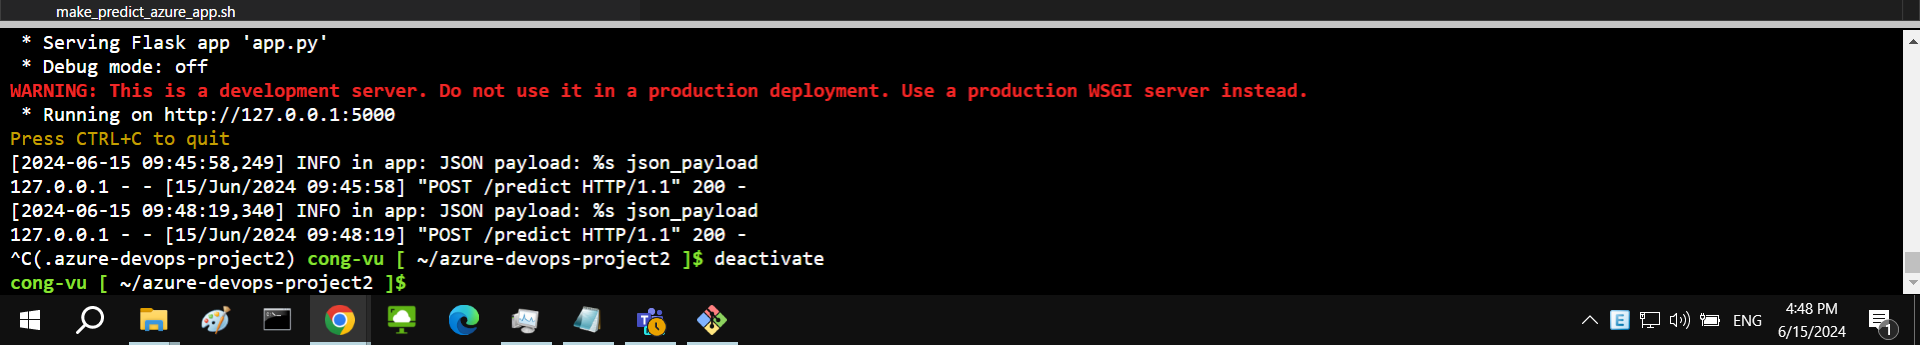 make_predict_azure_app.sh
* Serving Flask app 'app.py'
* Debug mode: off
WARNING: This is a development server. Do not use it in a production deployment. Use a production WSGI server instead.
* Running on http://127.0.0.1:5000
Press CTRL+C to quit
[2024-06-15 09:45:58,249] INFO in app: JSON payload: %s json_payload
127.0.0.1 - - [15/Jun/2024 09:45:58] "POST /predict HTTP/1.1" 200 -
[2024-06-15 09:48:19,340] INFO in app: JSON payload: %s json_payload
127.0.0.1 - - [15/Jun/2024 09:48:19] "POST /predict HTTP/1.1" 200 -
^C(.azure-devops-project2) cong-vu [ ~/azure-devops-project2 ]$ deactivate
cong-vu [ ~/azure-devops-project2 ]$
E
ENG
4:48 PM
6/15/2024
1